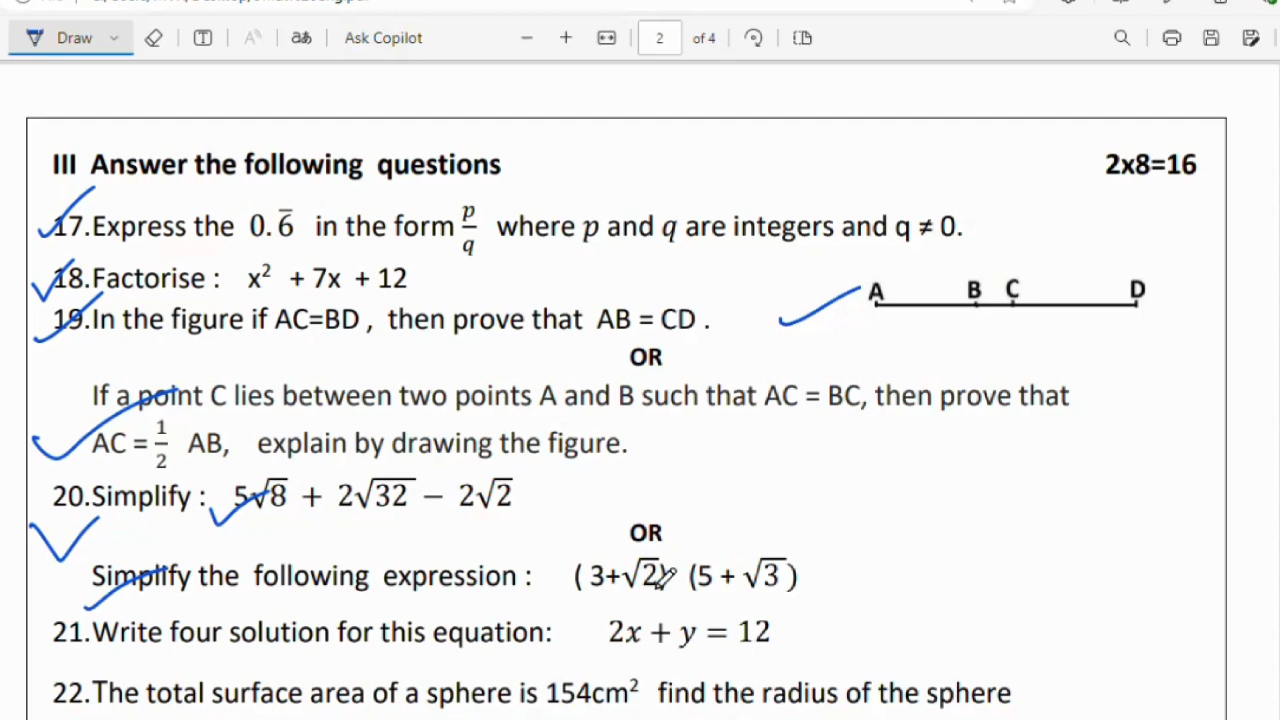 Draw
Ask Copilot
2 of 4
III Answer the following questions 2x8=16
17.Express the 0.6̅ in the form p/q where p and q are integers and q ≠ 0.
18.Factorise : x² + 7x + 12
19.In the figure if AC=BD , then prove that AB = CD .
A B C D
OR
If a point C lies between two points A and B such that AC = BC, then prove that
AC = 1/2 AB, explain by drawing the figure.
20.Simplify : 5√8 + 2√32 − 2√2
OR
Simplify the following expression : ( 3+√2) (5 + √3 )
21.Write four solution for this equation: 2x + y = 12
22.The total surface area of a sphere is 154cm² find the radius of the sphere